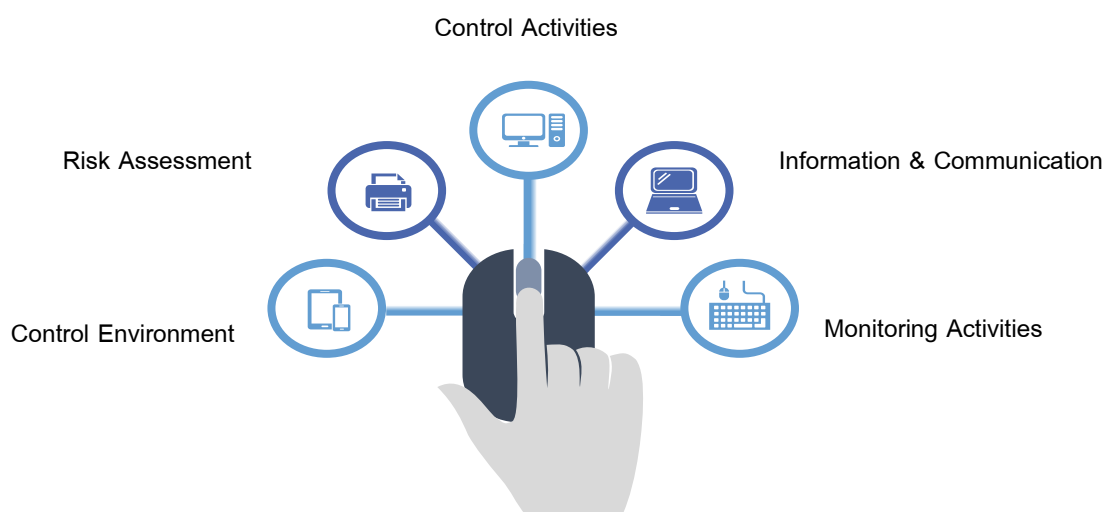 Control Activities
Risk Assessment
Information & Communication
Control Environment
Monitoring Activities